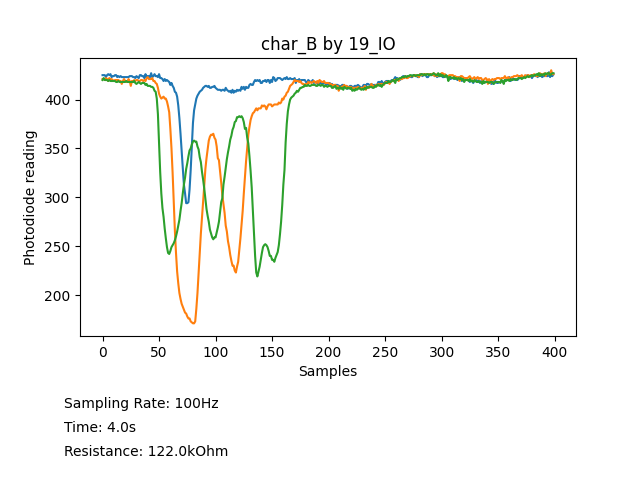 char_B by 19_IO
Photodiode reading
400
350
300
250
200
0 50 100 150 200 250 300 350 400
Samples
Sampling Rate: 100Hz
Time: 4.0s
Resistance: 122.0kOhm